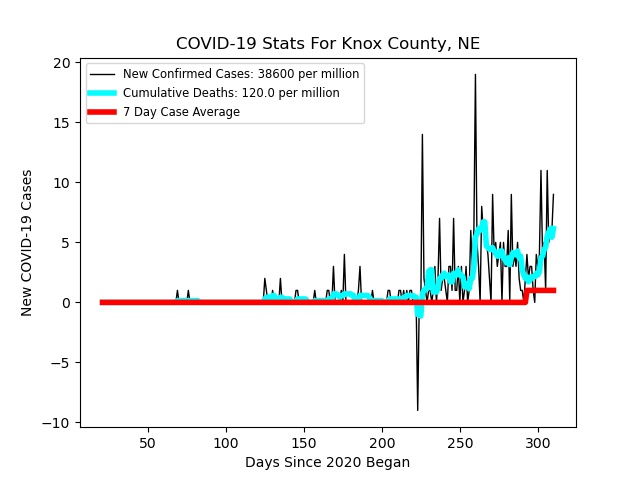 COVID-19 Stats For Knox County, NE
New Confirmed Cases: 38600 per million
Cumulative Deaths: 120.0 per million
7 Day Case Average
New COVID-19 Cases
20
15
10
5
0
−5
−10
50 100 150 200 250 300
Days Since 2020 Began